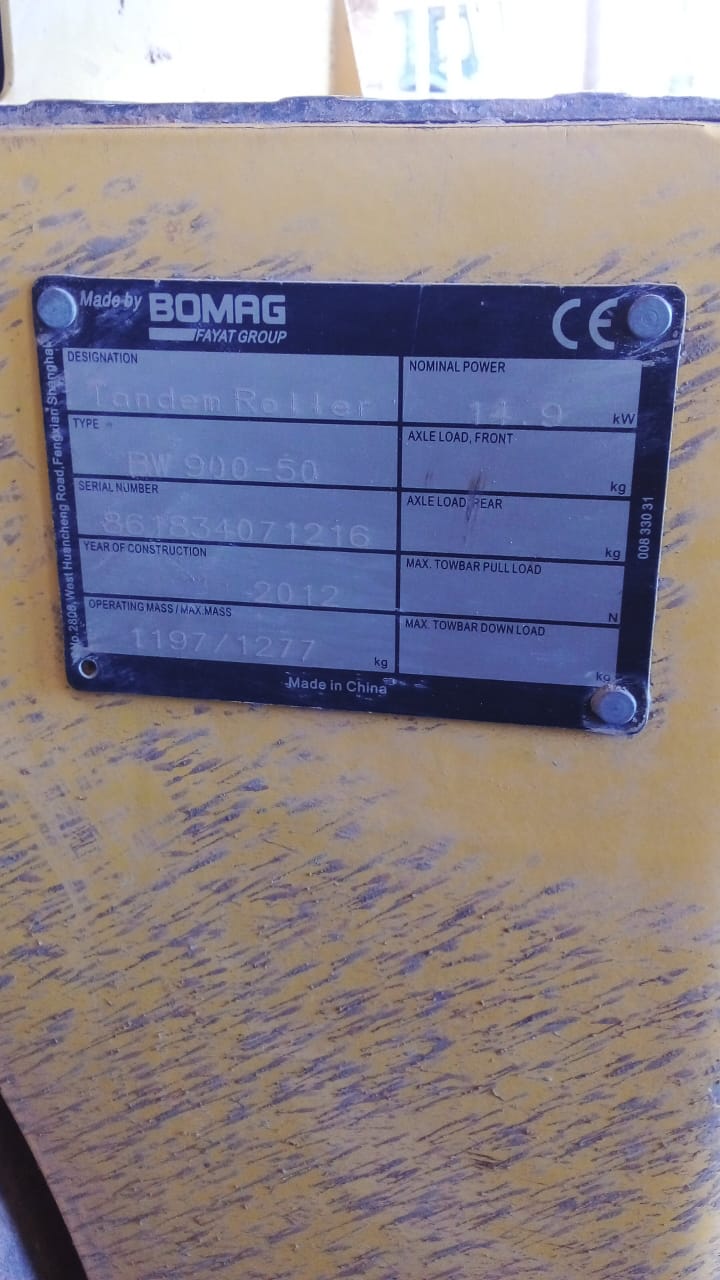 Made by BOMAG
FAYAT GROUP
CE
DESIGNATION
Tandem Roller
NOMINAL POWER
14.9 kW
TYPE
BW 900-50
AXLE LOAD, FRONT
kg
SERIAL NUMBER
861834071216
AXLE LOAD, REAR
kg
YEAR OF CONSTRUCTION
2012
MAX. TOWBAR PULL LOAD
N
OPERATING MASS / MAX.MASS
1197/1277 kg
MAX. TOWBAR DOWN LOAD
kg
Made in China
No.2808,West Huancheng Road,Fengxian Shanghai
008 330 31